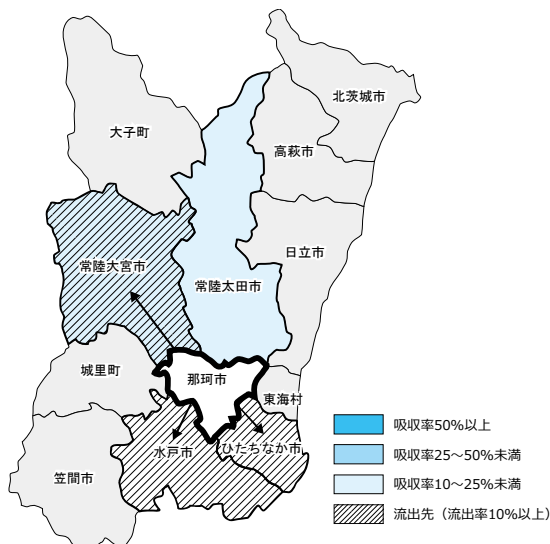 北茨城市
大子町
高萩市
日立市
常陸大宮市
常陸太田市
城里町
那珂市
東海村
水戸市
ひたちなか市
笠間市
吸収率50%以上
吸収率25～50%未満
吸収率10～25%未満
流出先（流出率10%以上）